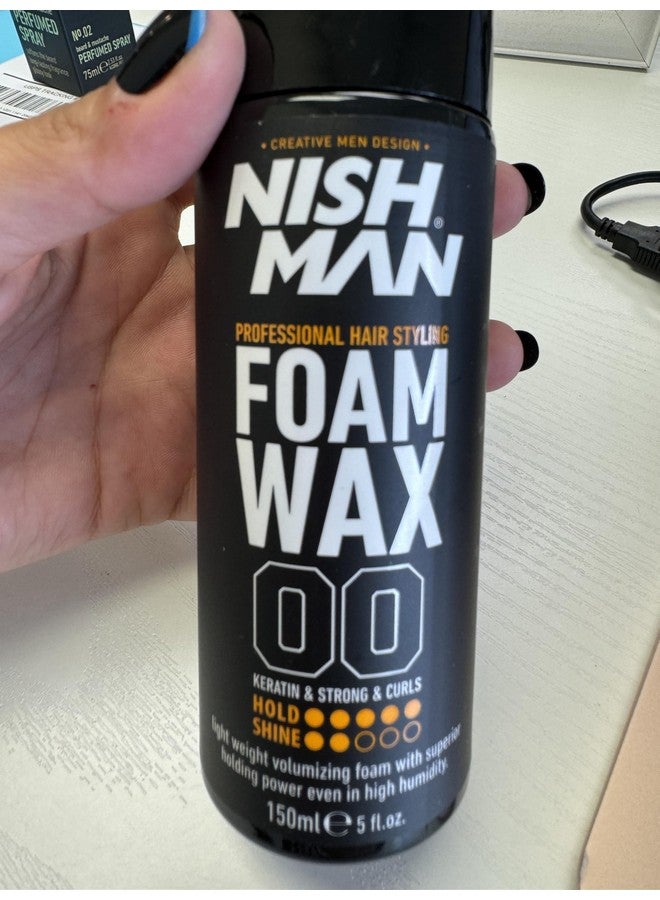 PERFUMED
SPRAY
Nº.02
beard & mustache
PERFUMED SPRAY
75ml
• CREATIVE MEN DESIGN •
NISH
MAN®
PROFESSIONAL HAIR STYLING
FOAM
WAX
00
KERATIN & STRONG & CURLS
HOLD
SHINE
light weight volumizing foam with superior
holding power even in high humidity.
150ml ℮ 5 fl.oz.